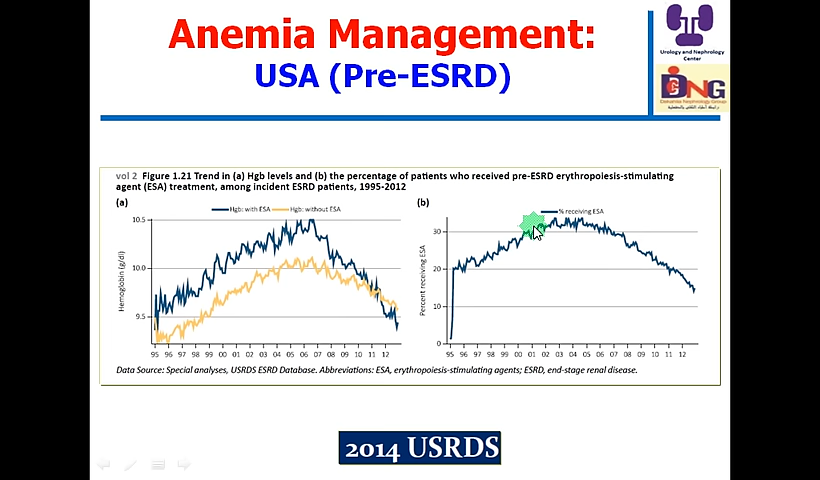 Anemia Management:
USA (Pre-ESRD)
Urology and Nephrology
Center
DNG
Dakahlia Nephrology Group
vol 2 Figure 1.21 Trend in (a) Hgb levels and (b) the percentage of patients who received pre-ESRD erythropoiesis-stimulating
agent (ESA) treatment, among incident ESRD patients, 1995-2012
(a)
Hgb: with ESA Hgb: without ESA
10.5
10.0
9.5
Hemoglobin (g/dl)
95 96 97 98 99 00 01 02 03 04 05 06 07 08 09 10 11 12
(b)
% receiving ESA
30
20
10
0
Percent receiving ESA
95 96 97 98 99 00 01 02 03 04 05 06 07 08 09 10 11 12
Data Source: Special analyses, USRDS ESRD Database. Abbreviations: ESA, erythropoiesis-stimulating agents; ESRD, end-stage renal disease.
2014 USRDS